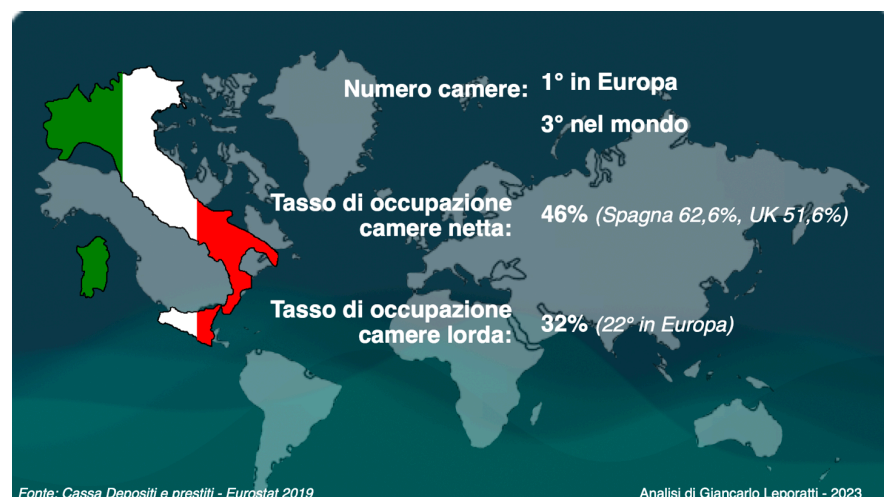 Numero camere: 1° in Europa
3° nel mondo
Tasso di occupazione
camere netta: 46% (Spagna 62,6%, UK 51,6%)
Tasso di occupazione
camere lorda: 32% (22° in Europa)
Fonte: Cassa Depositi e prestiti - Eurostat 2019
Analisi di Giancarlo Leporatti - 2023